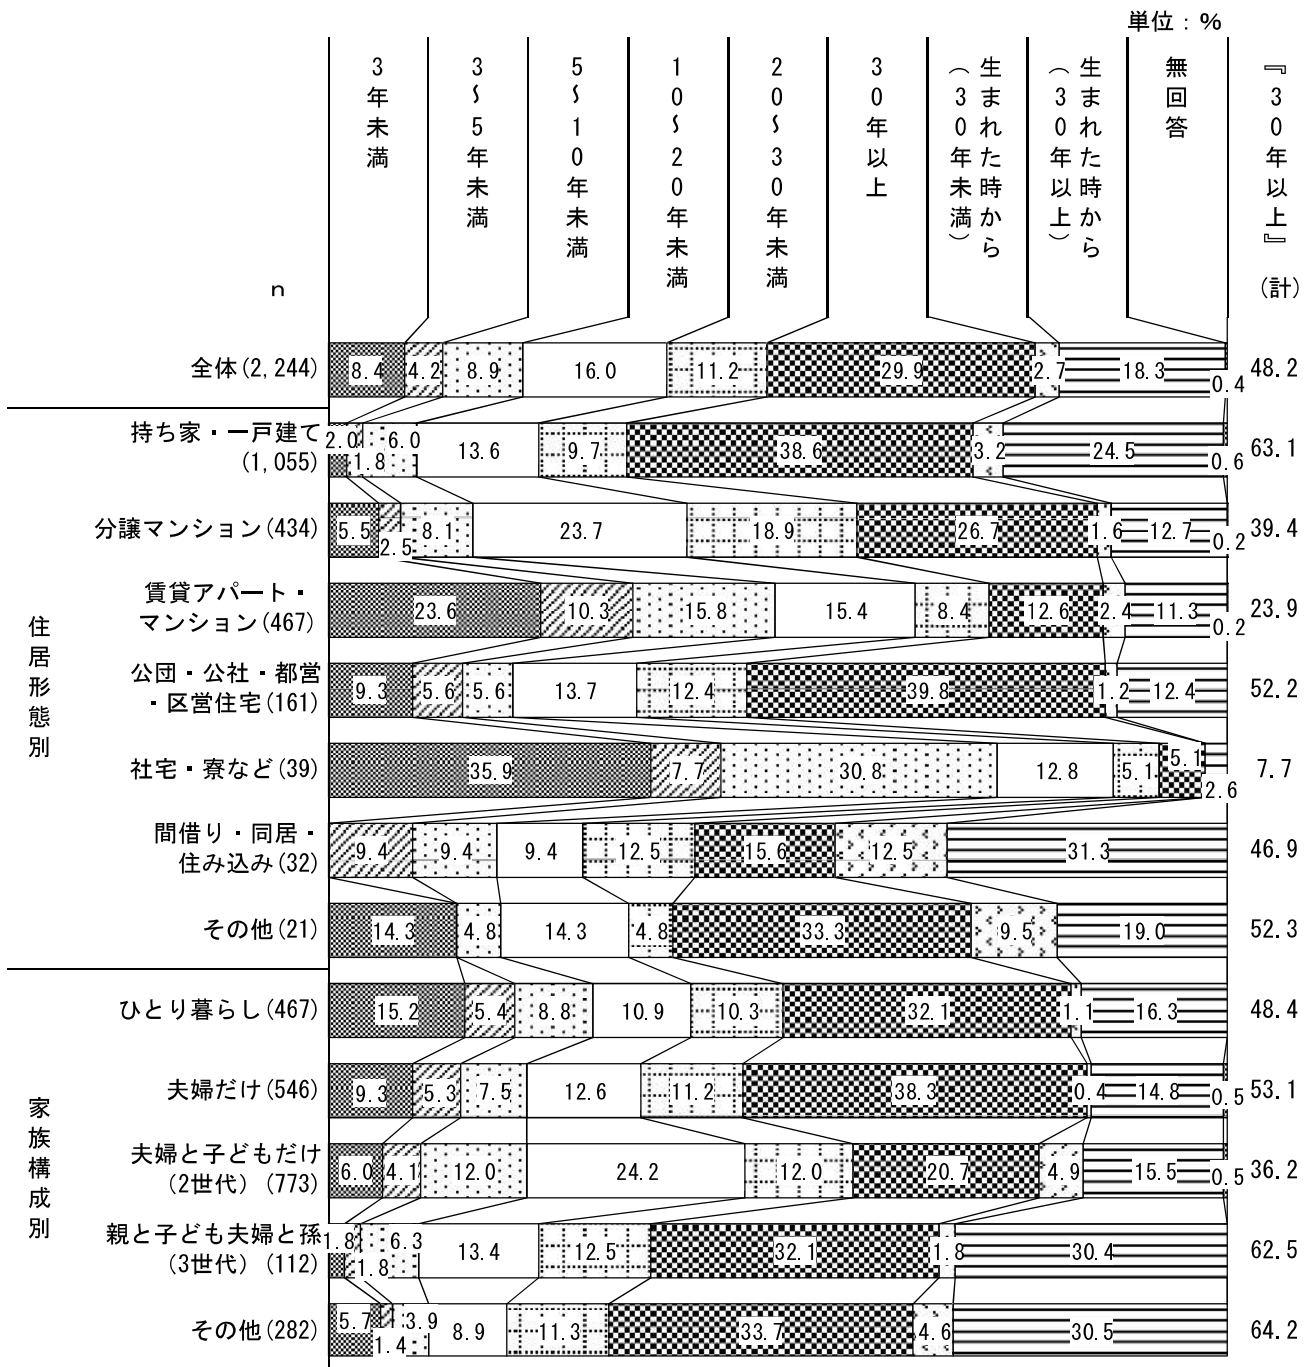 単位：％
3年未満
3～5年未満
5～10年未満
10～20年未満
20～30年未満
30年以上
生まれた時から
（30年未満）
生まれた時から
（30年以上）
無回答
『30年以上』
(計)
n
全体(2,244)
8.4 4.2 8.9 16.0 11.2 29.9 2.7 18.3 0.4 48.2
住居形態別
持ち家・一戸建て
(1,055)
2.0 1.8 6.0 13.6 9.7 38.6 3.2 24.5 0.6 63.1
分譲マンション(434)
5.5 2.5 8.1 23.7 18.9 26.7 1.6 12.7 0.2 39.4
賃貸アパート・
マンション(467)
23.6 10.3 15.8 15.4 8.4 12.6 2.4 11.3 0.2 23.9
公団・公社・都営
・区営住宅(161)
9.3 5.6 5.6 13.7 12.4 39.8 1.2 12.4 52.2
社宅・寮など(39)
35.9 7.7 30.8 12.8 5.1 5.1 2.6 7.7
間借り・同居・
住み込み(32)
9.4 9.4 9.4 12.5 15.6 12.5 31.3 46.9
その他(21)
14.3 4.8 14.3 4.8 33.3 9.5 19.0 52.3
家族構成別
ひとり暮らし(467)
15.2 5.4 8.8 10.9 10.3 32.1 1.1 16.3 48.4
夫婦だけ(546)
9.3 5.3 7.5 12.6 11.2 38.3 0.4 14.8 0.5 53.1
夫婦と子どもだけ
(2世代) (773)
6.0 4.1 12.0 24.2 12.0 20.7 4.9 15.5 0.5 36.2
親と子ども夫婦と孫
(3世代) (112)
1.8 1.8 6.3 13.4 12.5 32.1 1.8 30.4 62.5
その他(282)
5.7 1.4 3.9 8.9 11.3 33.7 4.6 30.5 64.2